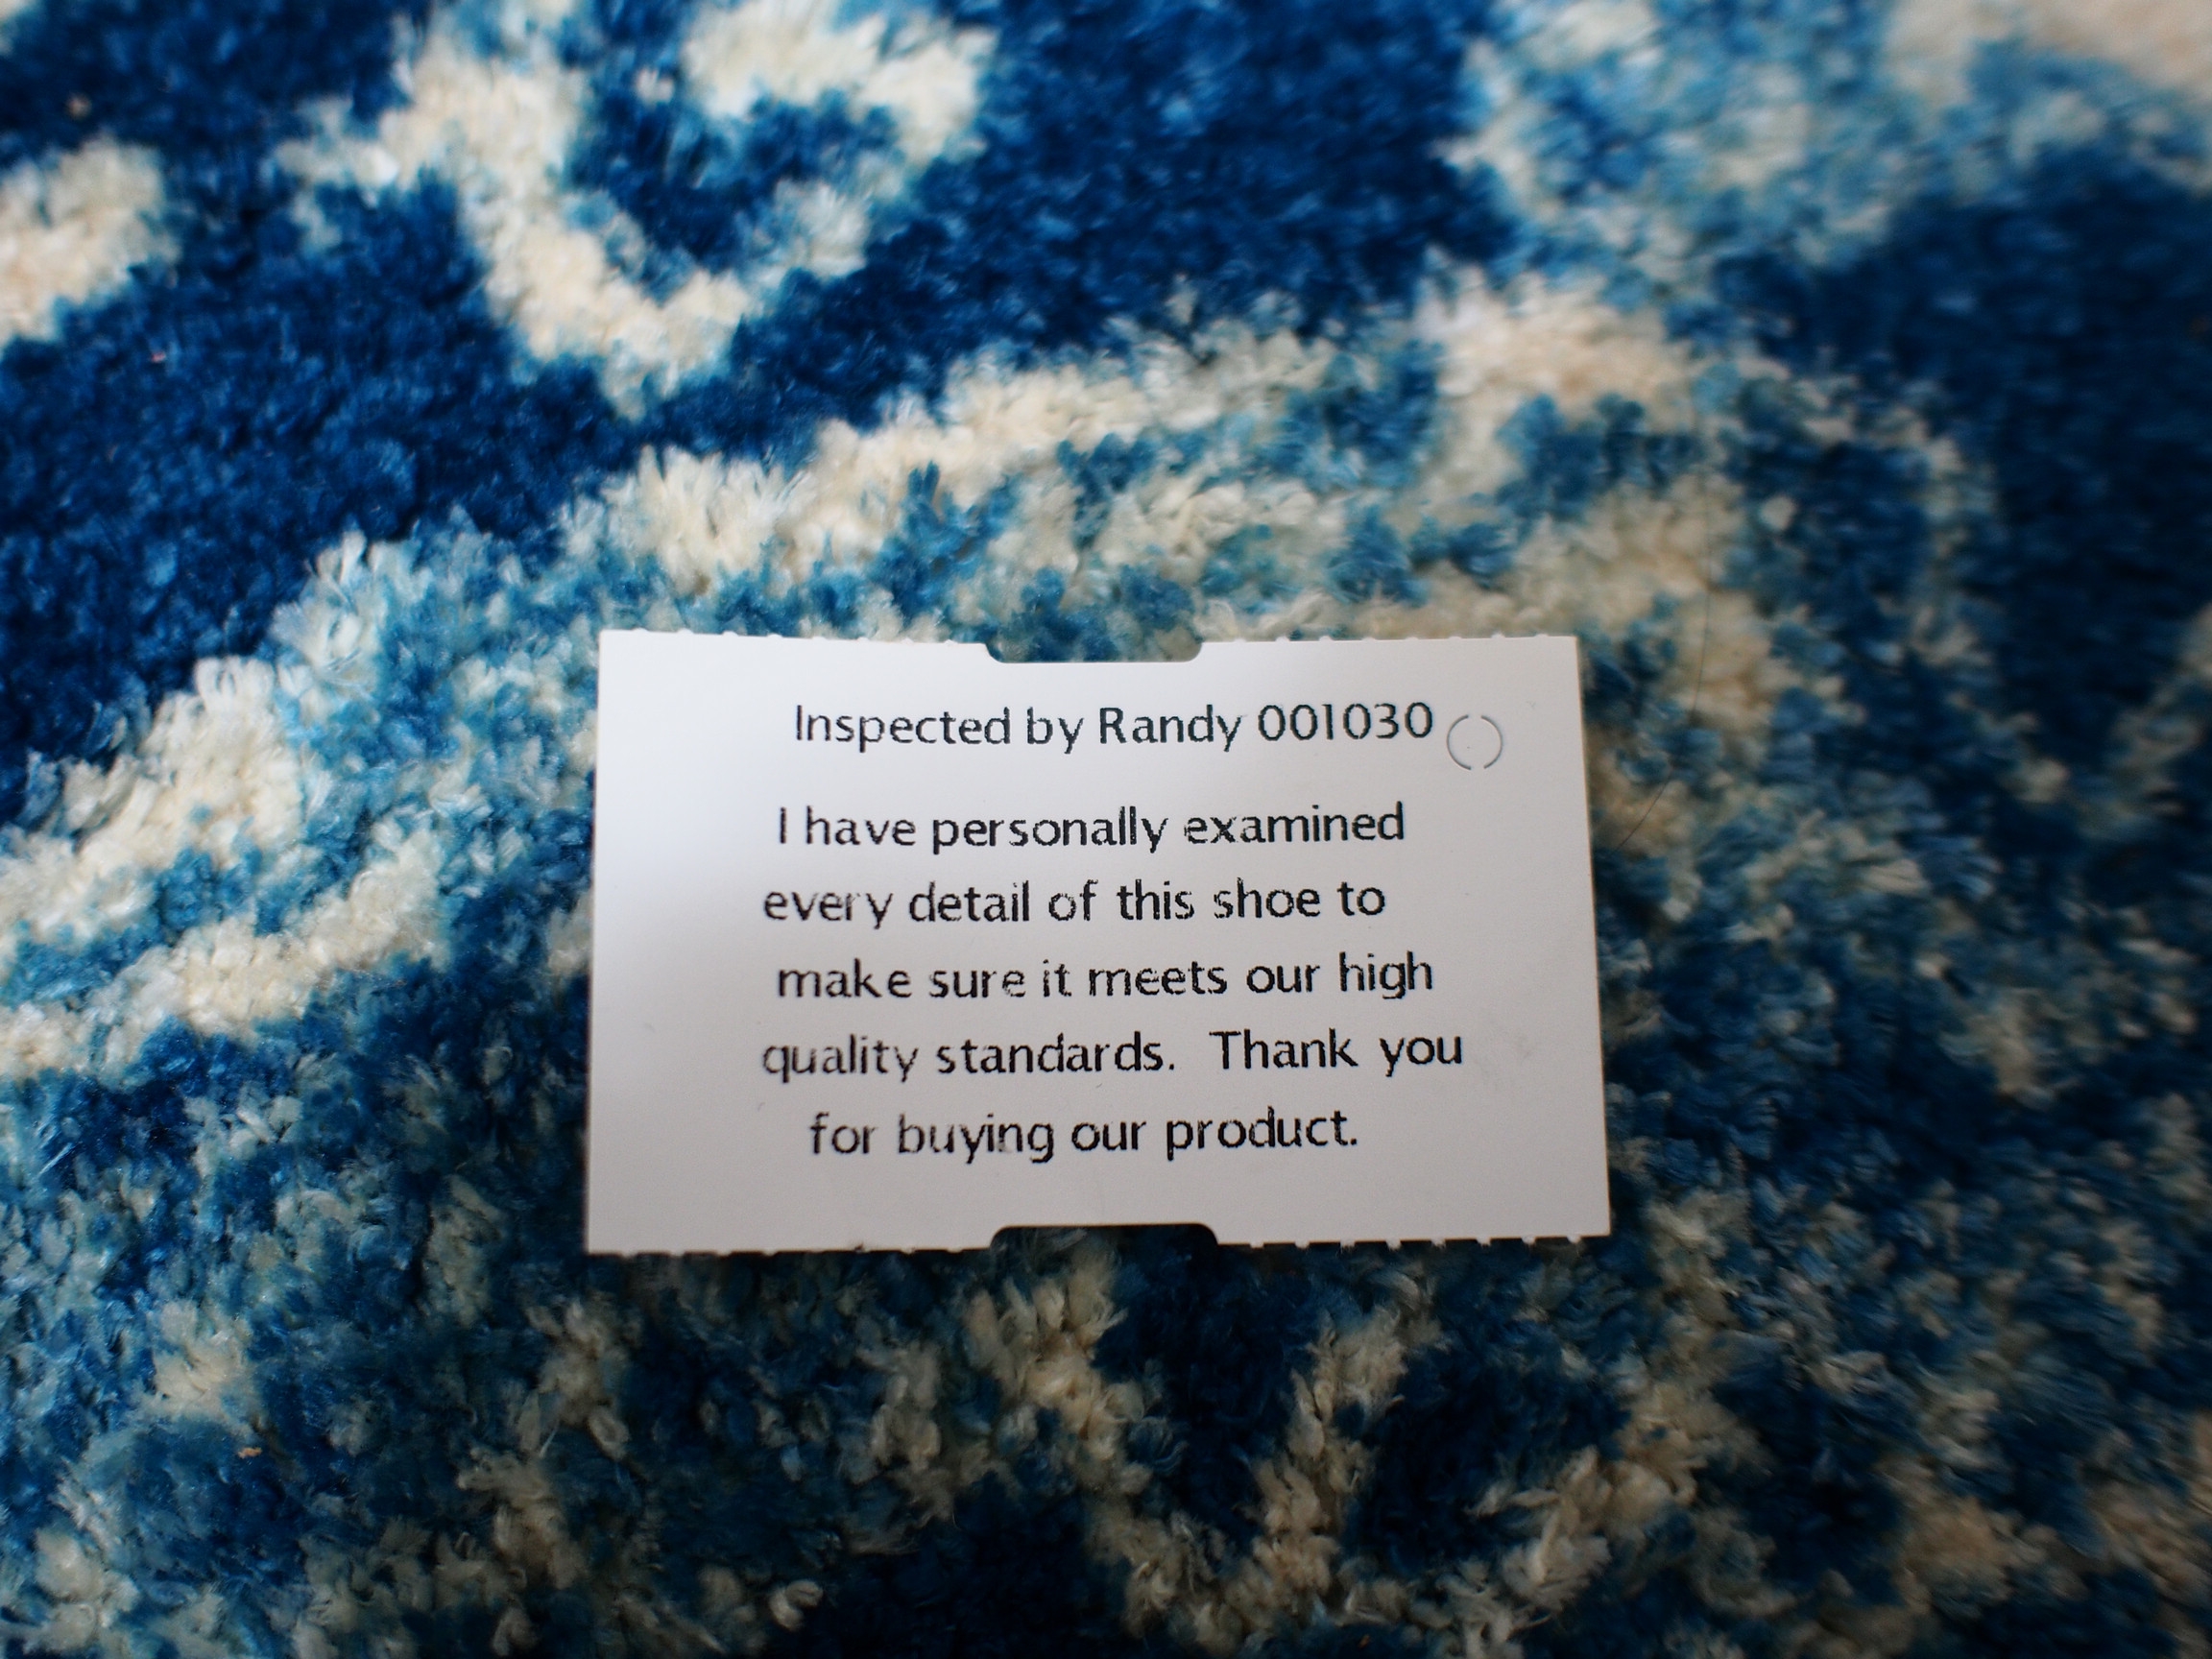 Inspected by Randy 001030
I have personally examined
every detail of this shoe to
make sure it meets our high
quality standards. Thank you
for buying our product.